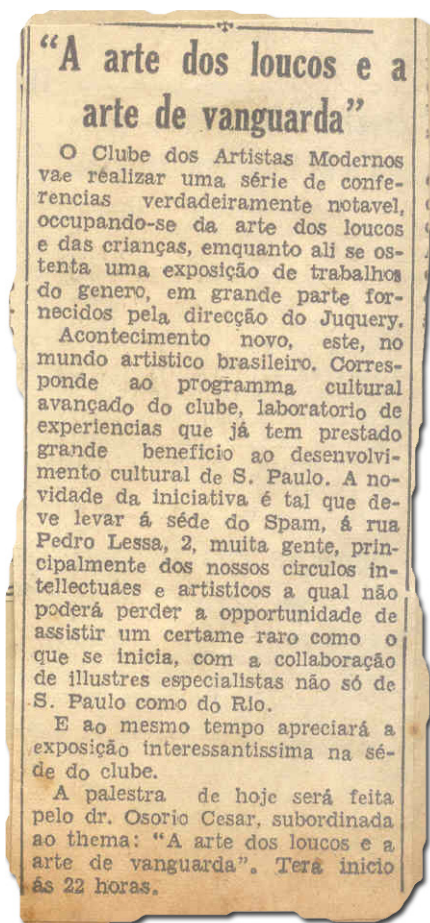 “A arte dos loucos e a
arte de vanguarda”
O Clube dos Artistas Modernos
vae realizar uma série de confe-
rencias verdadeiramente notavel,
occupando-se da arte dos loucos
e das crianças, emquanto ali se os-
tenta uma exposição de trabalhos
do genero, em grande parte for-
necidos pela direcção do Juquery.
Acontecimento novo, este, no
mundo artistico brasileiro. Corres-
ponde ao programma cultural
avançado do clube, laboratorio de
experiencias que já tem prestado
grande beneficio ao desenvolvi-
mento cultural de S. Paulo. A no-
vidade da iniciativa é tal que de-
ve levar á séde do Spam, á rua
Pedro Lessa, 2, muita gente, prin-
cipalmente dos nossos circulos in-
tellectuaes e artisticos a qual não
poderá perder a opportunidade de
assistir um certame raro como o
que se inicia, com a collaboração
de illustres especialistas não só de
S. Paulo como do Rio.
E ao mesmo tempo apreciará a
exposição interessantissima na sé-
de do clube.
A palestra de hoje será feita
pelo dr. Osorio Cesar, subordinada
ao thema: “A arte dos loucos e a
arte de vanguarda”. Terá inicio
ás 22 horas.